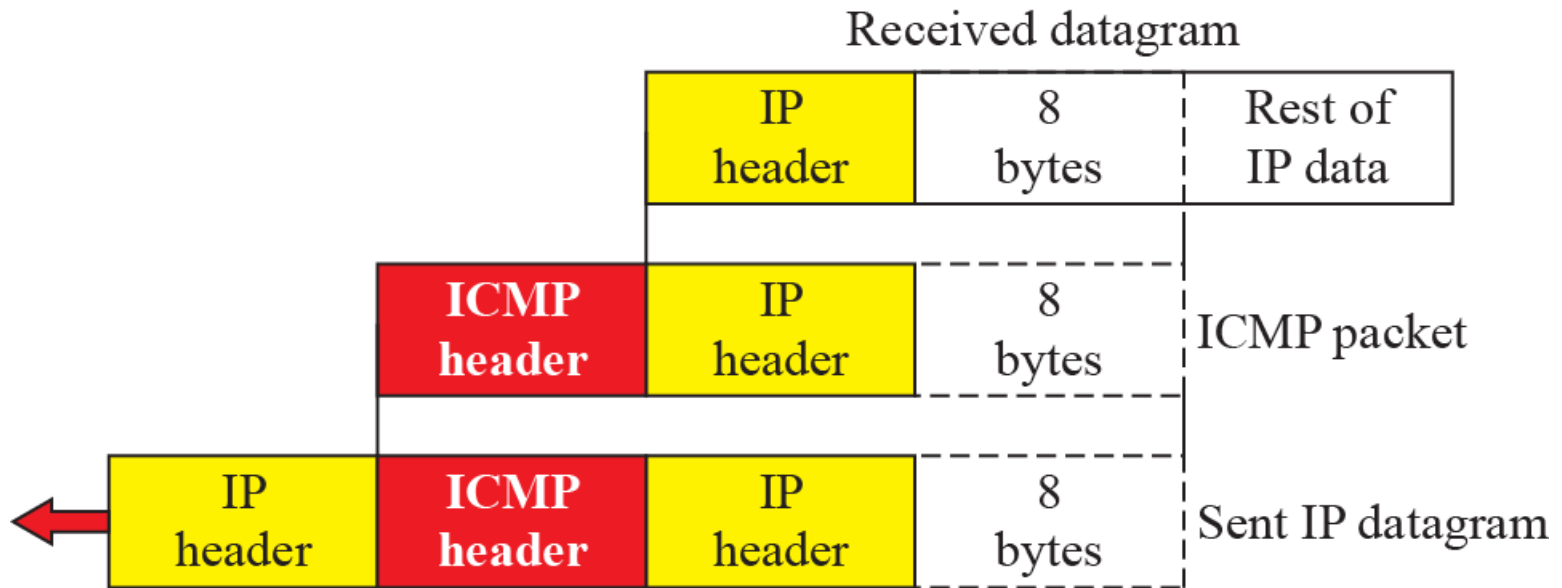 Received datagram
IP header
8 bytes
Rest of IP data
ICMP header
IP header
8 bytes
ICMP packet
IP header
ICMP header
IP header
8 bytes
Sent IP datagram